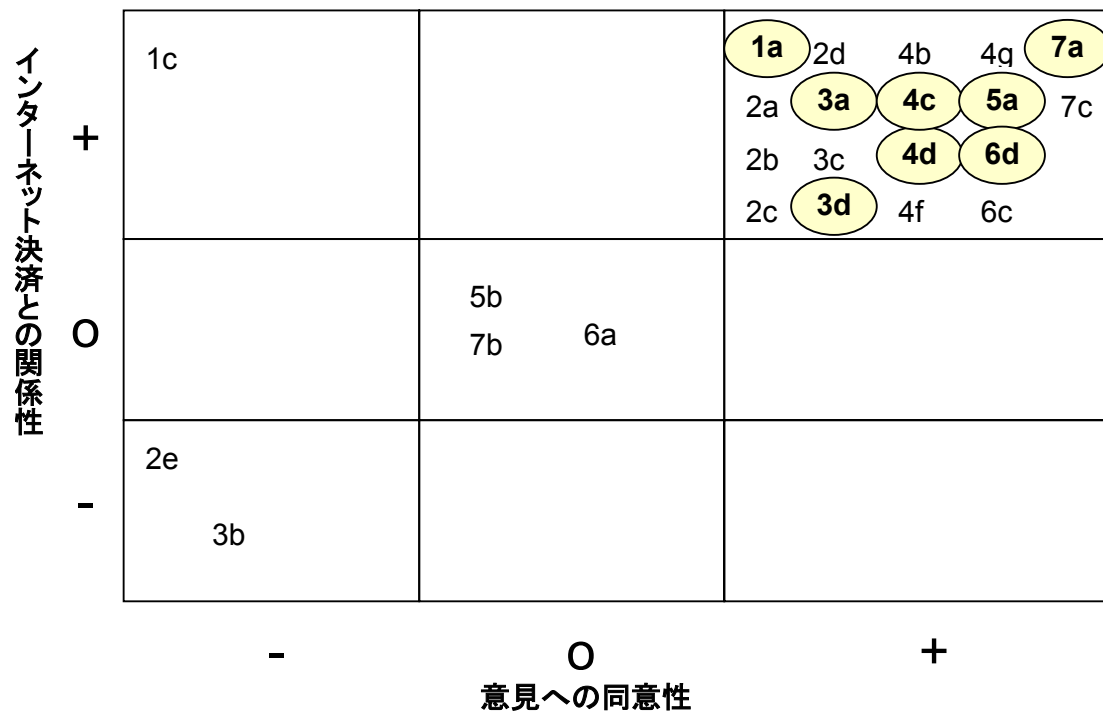 インターネット決済との関係性
+
O
-
1c
1a 2d 4b 4g 7a
2a 3a 4c 5a 7c
2b 3c 4d 6d
2c 3d 4f 6c
5b
6a
7b
2e
3b
- O +
意見への同意性